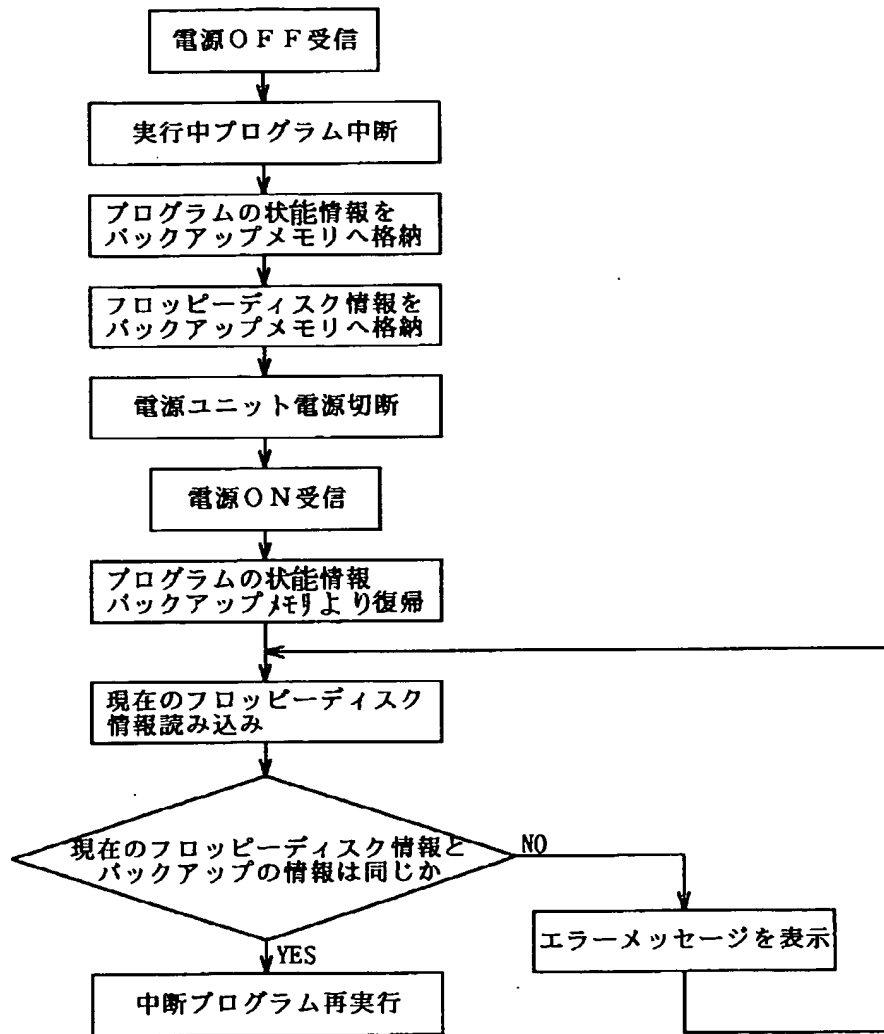 電源OFF受信
実行中プログラム中断
プログラムの状能情報を
バックアップメモリへ格納
フロッピーディスク情報を
バックアップメモリへ格納
電源ユニット電源切断
電源ON受信
プログラムの状能情報
バックアップメモリより復帰
現在のフロッピーディスク
情報読み込み
現在のフロッピーディスク情報と
バックアップの情報は同じか
NO
エラーメッセージを表示
YES
中断プログラム再実行